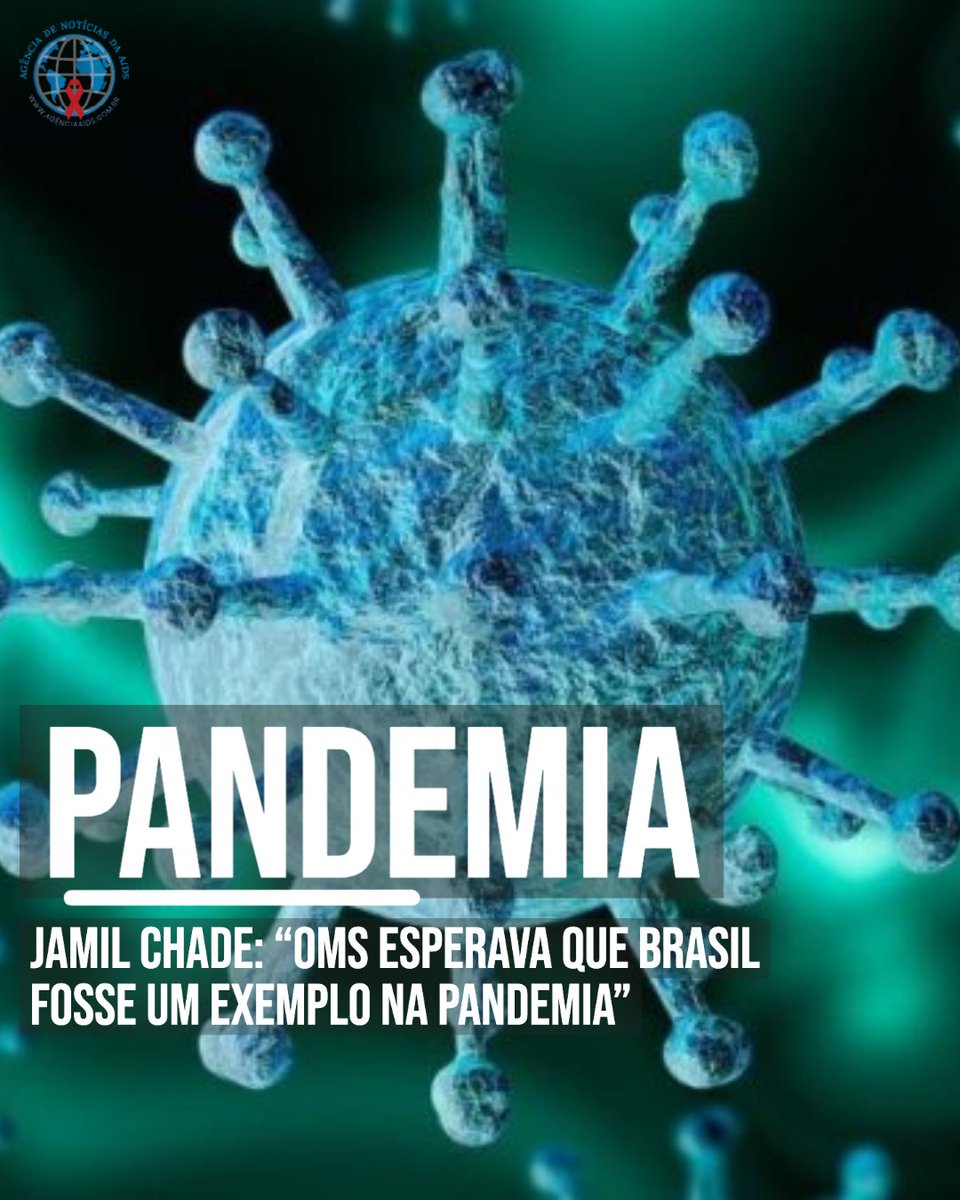 AGÊNCIA DE NOTÍCIAS DA AIDS
WWW.AGENCIAAIDS.COM.BR
PANDEMIA
JAMIL CHADE: “OMS ESPERAVA QUE BRASIL
FOSSE UM EXEMPLO NA PANDEMIA”